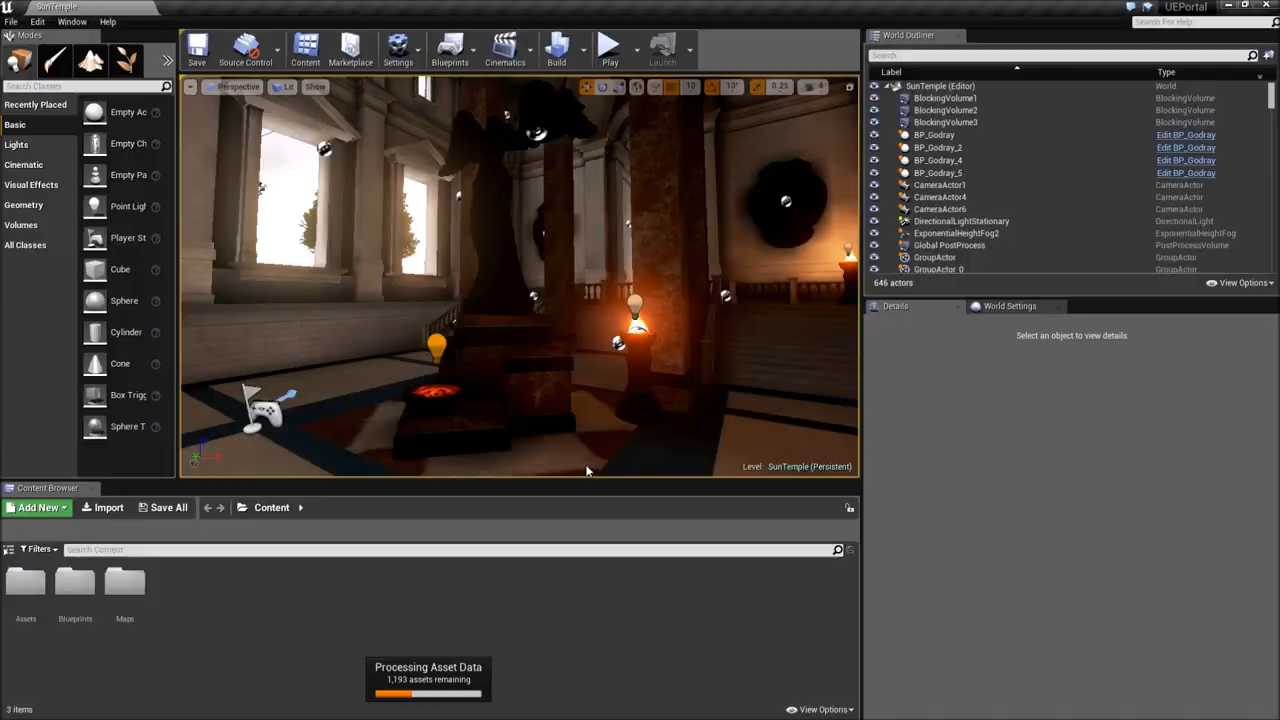 SunTemple
UEPortal
File Edit Window Help
Search For Help
Modes
Save Source Control Content Marketplace Settings Blueprints Cinematics Build Play Launch
Search Classes
Recently Placed
Basic
Lights
Cinematic
Visual Effects
Geometry
Volumes
All Classes
Empty Ac
Empty Ch
Empty Pa
Point Ligh
Player St
Cube
Sphere
Cylinder
Cone
Box Trigg
Sphere T
Perspective Lit Show
10 10° 0.25 4
Level: SunTemple (Persistent)
World Outliner
Search
Label Type
SunTemple (Editor) World
BlockingVolume1 BlockingVolume
BlockingVolume2 BlockingVolume
BlockingVolume3 BlockingVolume
BP_Godray Edit BP_Godray
BP_Godray_2 Edit BP_Godray
BP_Godray_4 Edit BP_Godray
BP_Godray_5 Edit BP_Godray
CameraActor1 CameraActor
CameraActor4 CameraActor
CameraActor6 CameraActor
DirectionalLightStationary DirectionalLight
ExponentialHeightFog2 ExponentialHeightFog
Global PostProcess PostProcessVolume
GroupActor GroupActor
GroupActor_0 GroupActor
646 actors View Options
Details World Settings
Select an object to view details.
Content Browser
Add New Import Save All Content
Filters Search Content
Assets Blueprints Maps
Processing Asset Data
1,193 assets remaining
3 items View Options